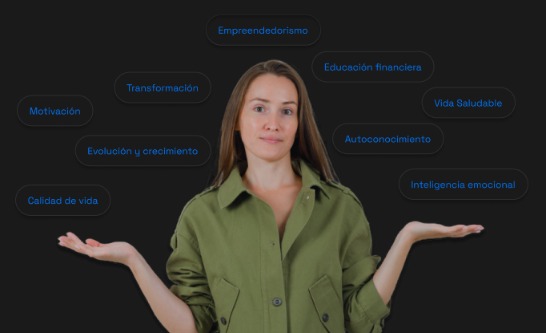 Empreendedorismo
Educación financiera
Transformación
Vida Saludable
Motivación
Autoconocimiento
Evolución y crecimiento
Inteligencia emocional
Calidad de vida